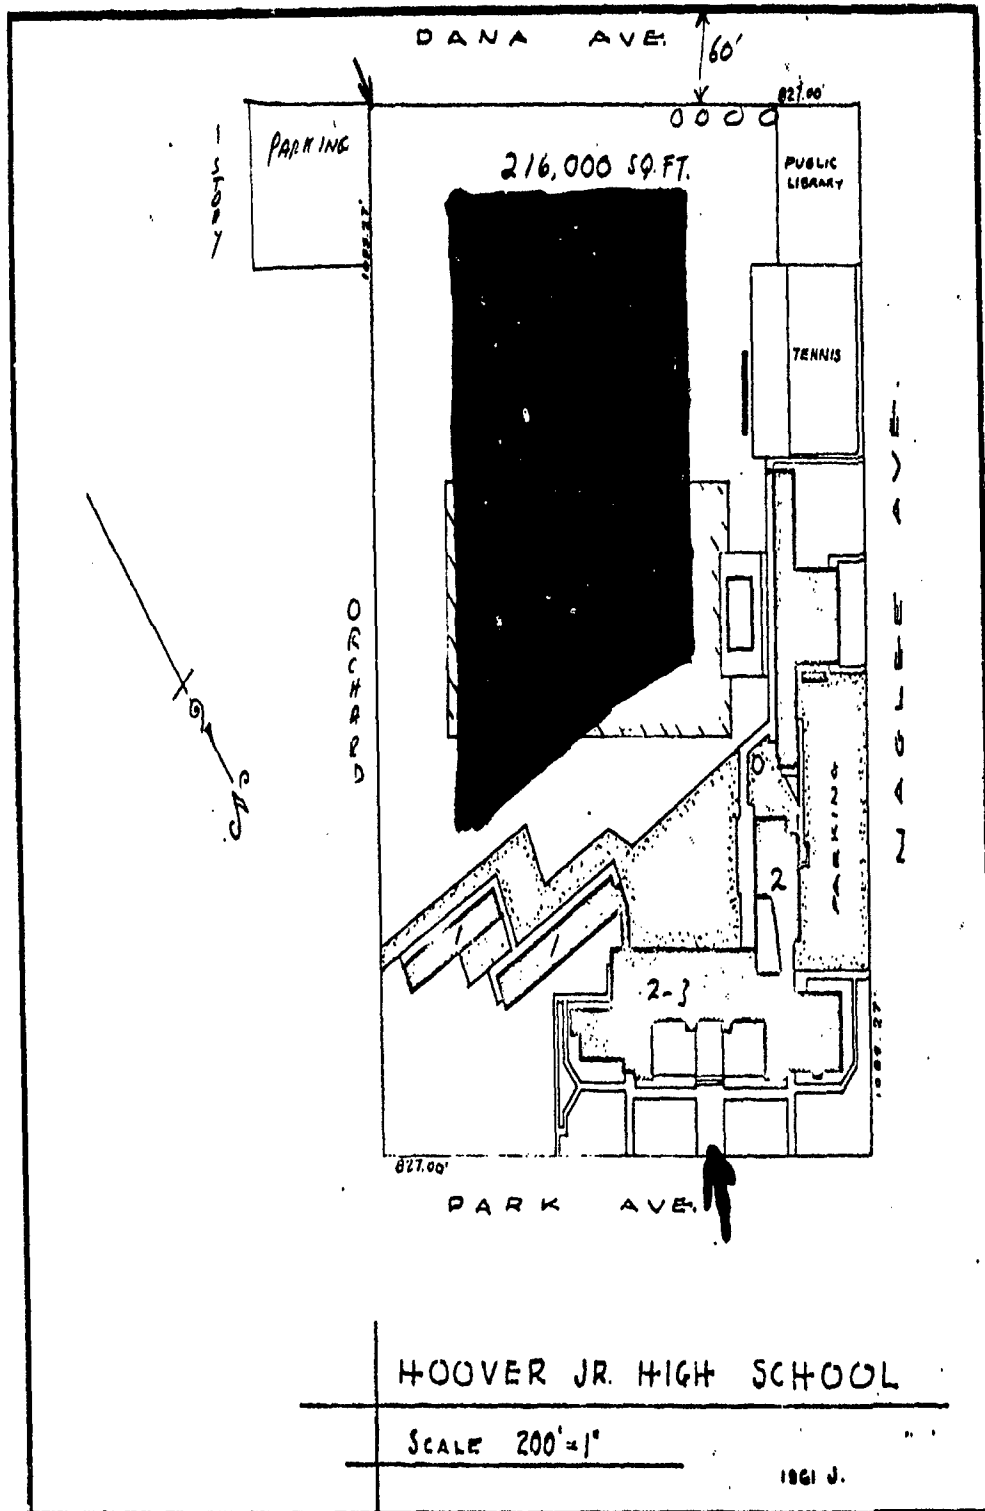 DANA AVE.
60'
827.00'
PARKING
1 STORY
216,000 SQ.FT.
PUBLIC
LIBRARY
TENNIS
NAGLEE AVE.
ORCHARD
PARKING
2
1
1
2-3
827.00'
PARK AVE.
HOOVER JR. HIGH SCHOOL
SCALE 200'=1"
1961 J.